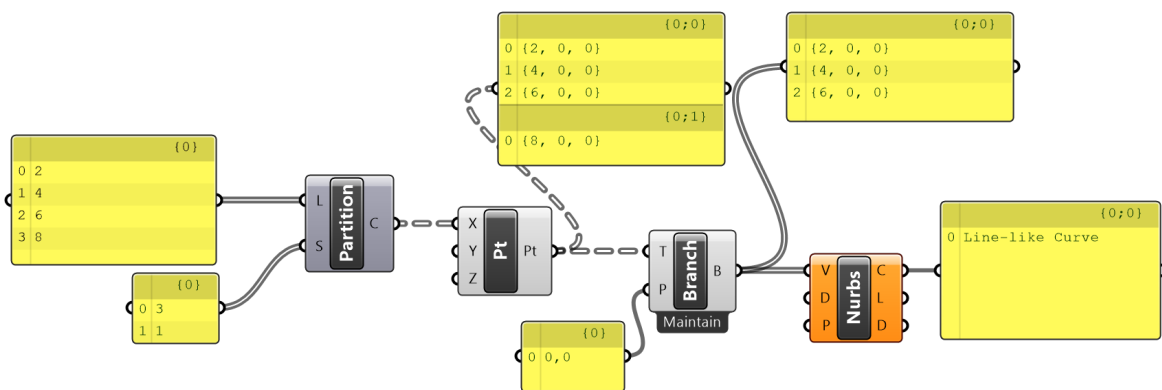 {0}
0 2
1 4
2 6
3 8
{0}
0 3
1 1
L
S
Partition
C
X
Y
Z
Pt
Pt
{0;0}
0 {2, 0, 0}
1 {4, 0, 0}
2 {6, 0, 0}
{0;1}
0 {8, 0, 0}
{0}
0 0,0
T
P
Branch
B
Maintain
{0;0}
0 {2, 0, 0}
1 {4, 0, 0}
2 {6, 0, 0}
V
D
P
Nurbs
C
L
D
{0;0}
0 Line-like Curve